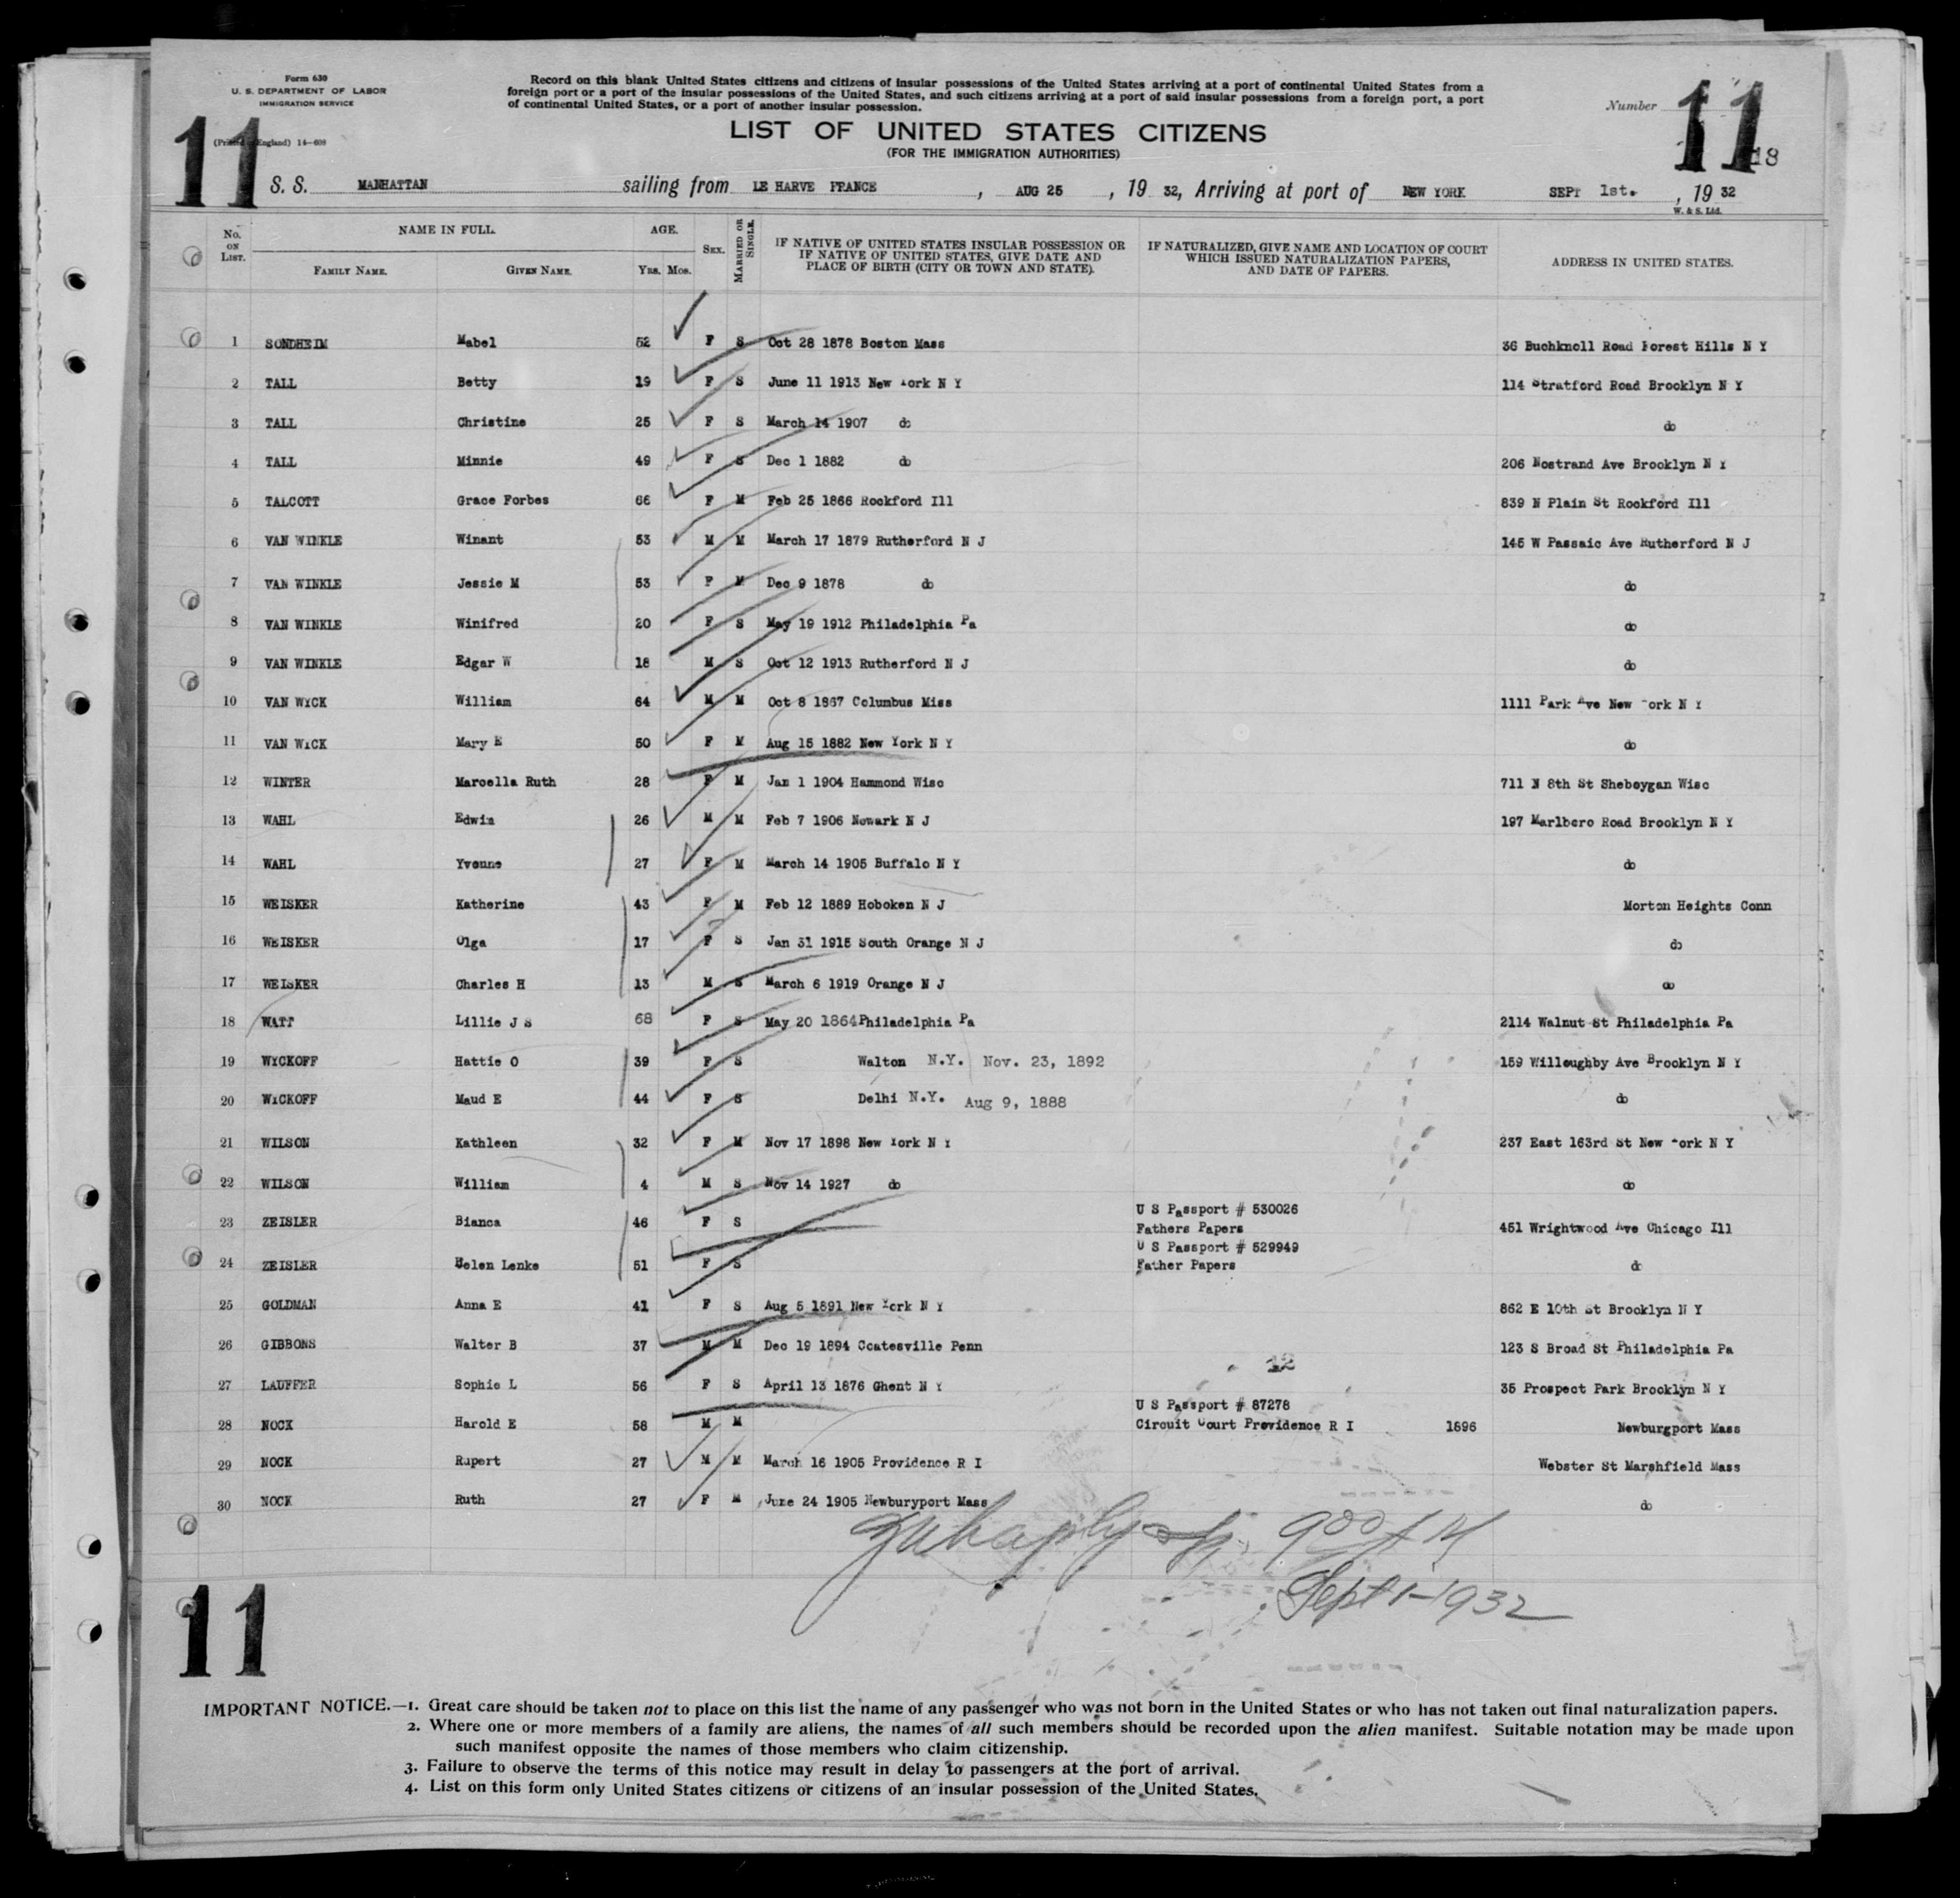 Form 630
U. S. DEPARTMENT OF LABOR
IMMIGRATION SERVICE
(Printed in England) 14—608
Record on this blank United States citizens and citizens of insular possessions of the United States arriving at a port of continental United States from a
foreign port or a port of the insular possessions of the United States, and such citizens arriving at a port of said insular possessions from a foreign port, a port
of continental United States, or a port of another insular possession.
Number
11
11
18
LIST OF UNITED STATES CITIZENS
(FOR THE IMMIGRATION AUTHORITIES)
S. S. MANHATTAN sailing from LE HARVE FRANCE , AUG 25 , 19 32, Arriving at port of NEW YORK SEPT 1st. , 19 32
W. & S. Ltd.
No. ON LIST. NAME IN FULL. FAMILY NAME. GIVEN NAME. AGE. YRS. MOS. SEX. MARRIED OR SINGLE. IF NATIVE OF UNITED STATES INSULAR POSSESSION OR IF NATIVE OF UNITED STATES, GIVE DATE AND PLACE OF BIRTH (CITY OR TOWN AND STATE). IF NATURALIZED, GIVE NAME AND LOCATION OF COURT WHICH ISSUED NATURALIZATION PAPERS, AND DATE OF PAPERS. ADDRESS IN UNITED STATES.
1 SONDHEIM Mabel 52 F S Oct 28 1878 Boston Mass 36 Buchknoll Road Forest Hills N Y
2 TALL Betty 19 F S June 11 1913 New York N Y 114 Stratford Road Brooklyn N Y
3 TALL Christine 25 F S March 14 1907 do do
4 TALL Minnie 49 F S Dec 1 1882 do 206 Nostrand Ave Brooklyn N Y
5 TALCOTT Grace Forbes 66 F M Feb 25 1866 Rockford Ill 839 N Plain St Rockford Ill
6 VAN WINKLE Winant 53 M M March 17 1879 Rutherford N J 145 W Passaic Ave Rutherford N J
7 VAN WINKLE Jessie M 53 F M Dec 9 1878 do do
8 VAN WINKLE Winifred 20 F S May 19 1912 Philadelphia Pa do
9 VAN WINKLE Edgar W 18 M S Oct 12 1913 Rutherford N J do
10 VAN WYCK William 64 M M Oct 8 1867 Columbus Miss 1111 Park Ave New York N Y
11 VAN WYCK Mary E 50 F M Aug 15 1882 New York N Y do
12 WINTER Marcella Ruth 28 F M Jan 1 1904 Hammond Wisc 711 N 8th St Sheboygan Wisc
13 WAHL Edwin 26 M M Feb 7 1906 Newark N J 197 Marlboro Road Brooklyn N Y
14 WAHL Yvonne 27 F M March 14 1905 Buffalo N Y do
15 WEISKER Katherine 43 F M Feb 12 1889 Hoboken N J Morton Heights Conn
16 WEISKER Olga 17 F S Jan 31 1915 South Orange N J do
17 WEISKER Charles H 13 M S March 6 1919 Orange N J do
18 WATT Lillie J S 68 F S May 20 1864 Philadelphia Pa 2114 Walnut St Philadelphia Pa
19 WYCKOFF Hattie O 39 F S Walton N.Y. Nov. 23, 1892 159 Willoughby Ave Brooklyn N Y
20 WYCKOFF Maud E 44 F S Delhi N.Y. Aug 9, 1888 do
21 WILSON Kathleen 32 F M Nov 17 1898 New York N Y 237 East 163rd St New York N Y
22 WILSON William 4 M S Nov 14 1927 do do
23 ZEISLER Bianca 46 F S U S Passport # 530026 Fathers Papers 451 Wrightwood Ave Chicago Ill
24 ZEISLER Helen Lenke 51 F S U S Passport # 529949 Father Papers do
25 GOLDMAN Anna E 41 F S Aug 5 1891 New York N Y 862 E 10th St Brooklyn N Y
26 GIBBONS Walter B 37 M M Dec 19 1894 Coatesville Penn 123 S Broad St Philadelphia Pa
12
27 LAUFFER Sophie L 56 F S April 13 1876 Ghent N Y 35 Prospect Park Brooklyn N Y
28 NOCK Harold E 58 M M U S Passport # 87278 Circuit Court Providence R I 1896 Newburgport Mass
29 NOCK Rupert 27 M M March 16 1905 Providence R I Webster St Marshfield Mass
30 NOCK Ruth 27 F M June 24 1905 Newburyport Mass do
Sept 1-1932
11
IMPORTANT NOTICE.—1. Great care should be taken not to place on this list the name of any passenger who was not born in the United States or who has not taken out final naturalization papers.
2. Where one or more members of a family are aliens, the names of all such members should be recorded upon the alien manifest. Suitable notation may be made upon
such manifest opposite the names of those members who claim citizenship.
3. Failure to observe the terms of this notice may result in delay to passengers at the port of arrival.
4. List on this form only United States citizens or citizens of an insular possession of the United States.